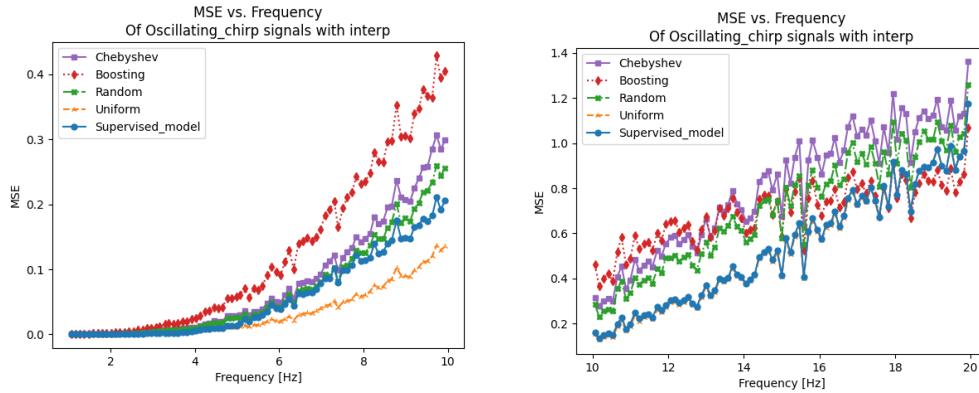 MSE vs. Frequency
Of Oscillating_chirp signals with interp
Chebyshev
Boosting
Random
Uniform
Supervised_model
MSE
0.4
0.3
0.2
0.1
0.0
2 4 6 8 10
Frequency [Hz]
MSE vs. Frequency
Of Oscillating_chirp signals with interp
Chebyshev
Boosting
Random
Uniform
Supervised_model
MSE
1.4
1.2
1.0
0.8
0.6
0.4
0.2
10 12 14 16 18 20
Frequency [Hz]